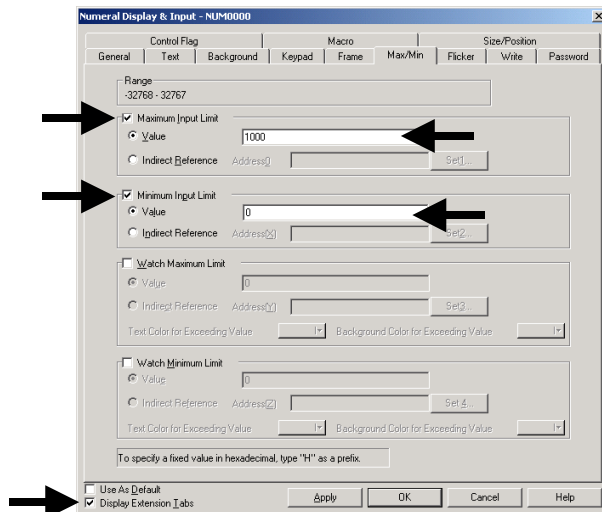 Numeral Display & Input - NUM0000
Control Flag Macro Size/Position
General Text Background Keypad Frame Max/Min Flicker Write Password
Range
-32768 - 32767
Maximum Input Limit
Value 1000
Indirect Reference Address() Set1...
Minimum Input Limit
Value 0
Indirect Reference Address(X) Set2...
Watch Maximum Limit
Value 0
Indirect Reference Address(Y) Set3...
Text Color for Exceeding Value Background Color for Exceeding Value
Watch Minimum Limit
Value 0
Indirect Reference Address(Z) Set 4...
Text Color for Exceeding Value Background Color for Exceeding Value
To specify a fixed value in hexadecimal, type "H" as a prefix.
Use As Default
Display Extension Tabs
Apply OK Cancel Help